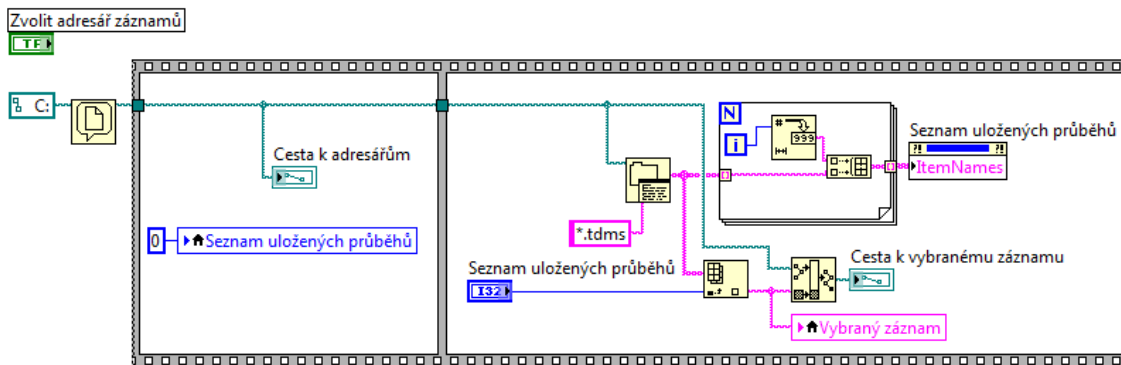 Zvolit adresář záznamů
TF
C:
Cesta k adresářům
0
Seznam uložených průběhů
N
i
#
999
Seznam uložených průběhů
?! ?!
ItemNames
*.tdms
Seznam uložených průběhů
I32
Cesta k vybranému záznamu
Vybraný záznam